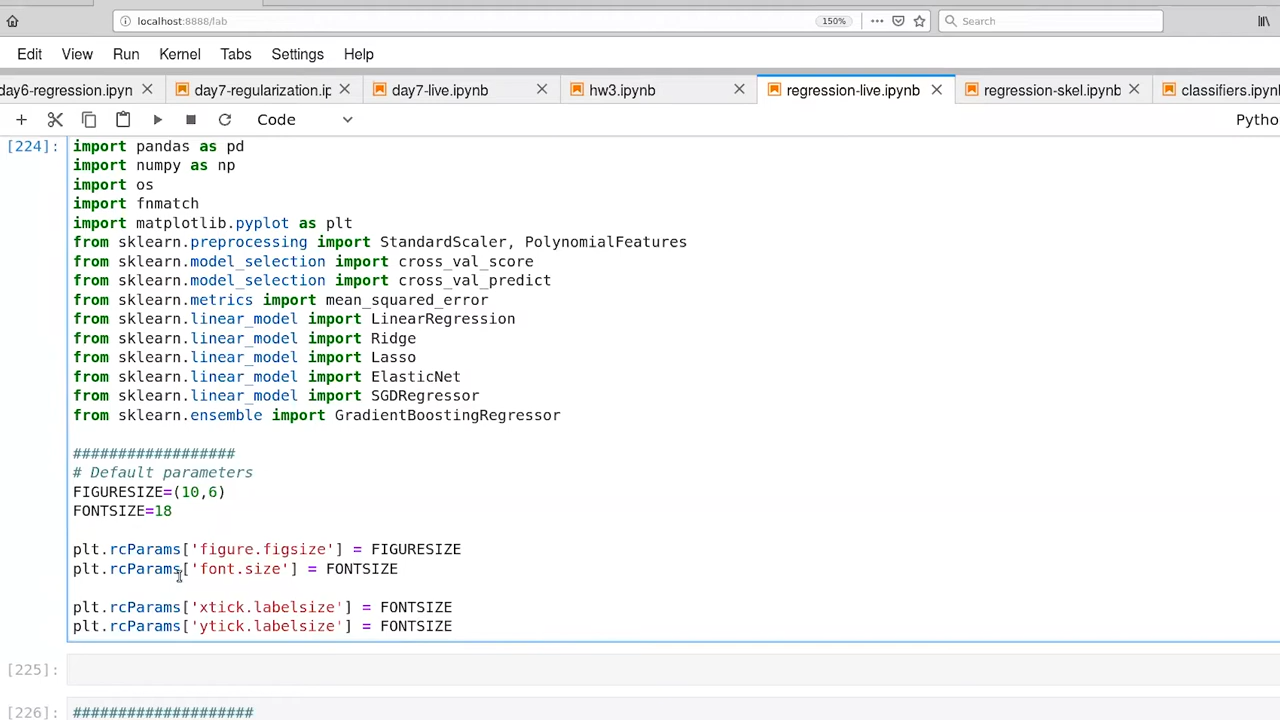 localhost:8888/lab
150%
Search
Edit View Run Kernel Tabs Settings Help
day6-regression.ipyn day7-regularization.ip day7-live.ipynb hw3.ipynb regression-live.ipynb regression-skel.ipynb classifiers.ipyn
Code
Pytho
[224]:
import pandas as pd
import numpy as np
import os
import fnmatch
import matplotlib.pyplot as plt
from sklearn.preprocessing import StandardScaler, PolynomialFeatures
from sklearn.model_selection import cross_val_score
from sklearn.model_selection import cross_val_predict
from sklearn.metrics import mean_squared_error
from sklearn.linear_model import LinearRegression
from sklearn.linear_model import Ridge
from sklearn.linear_model import Lasso
from sklearn.linear_model import ElasticNet
from sklearn.linear_model import SGDRegressor
from sklearn.ensemble import GradientBoostingRegressor
##################
# Default parameters
FIGURESIZE=(10,6)
FONTSIZE=18
plt.rcParams['figure.figsize'] = FIGURESIZE
plt.rcParams['font.size'] = FONTSIZE
plt.rcParams['xtick.labelsize'] = FONTSIZE
plt.rcParams['ytick.labelsize'] = FONTSIZE
[225]:
[226]:
####################